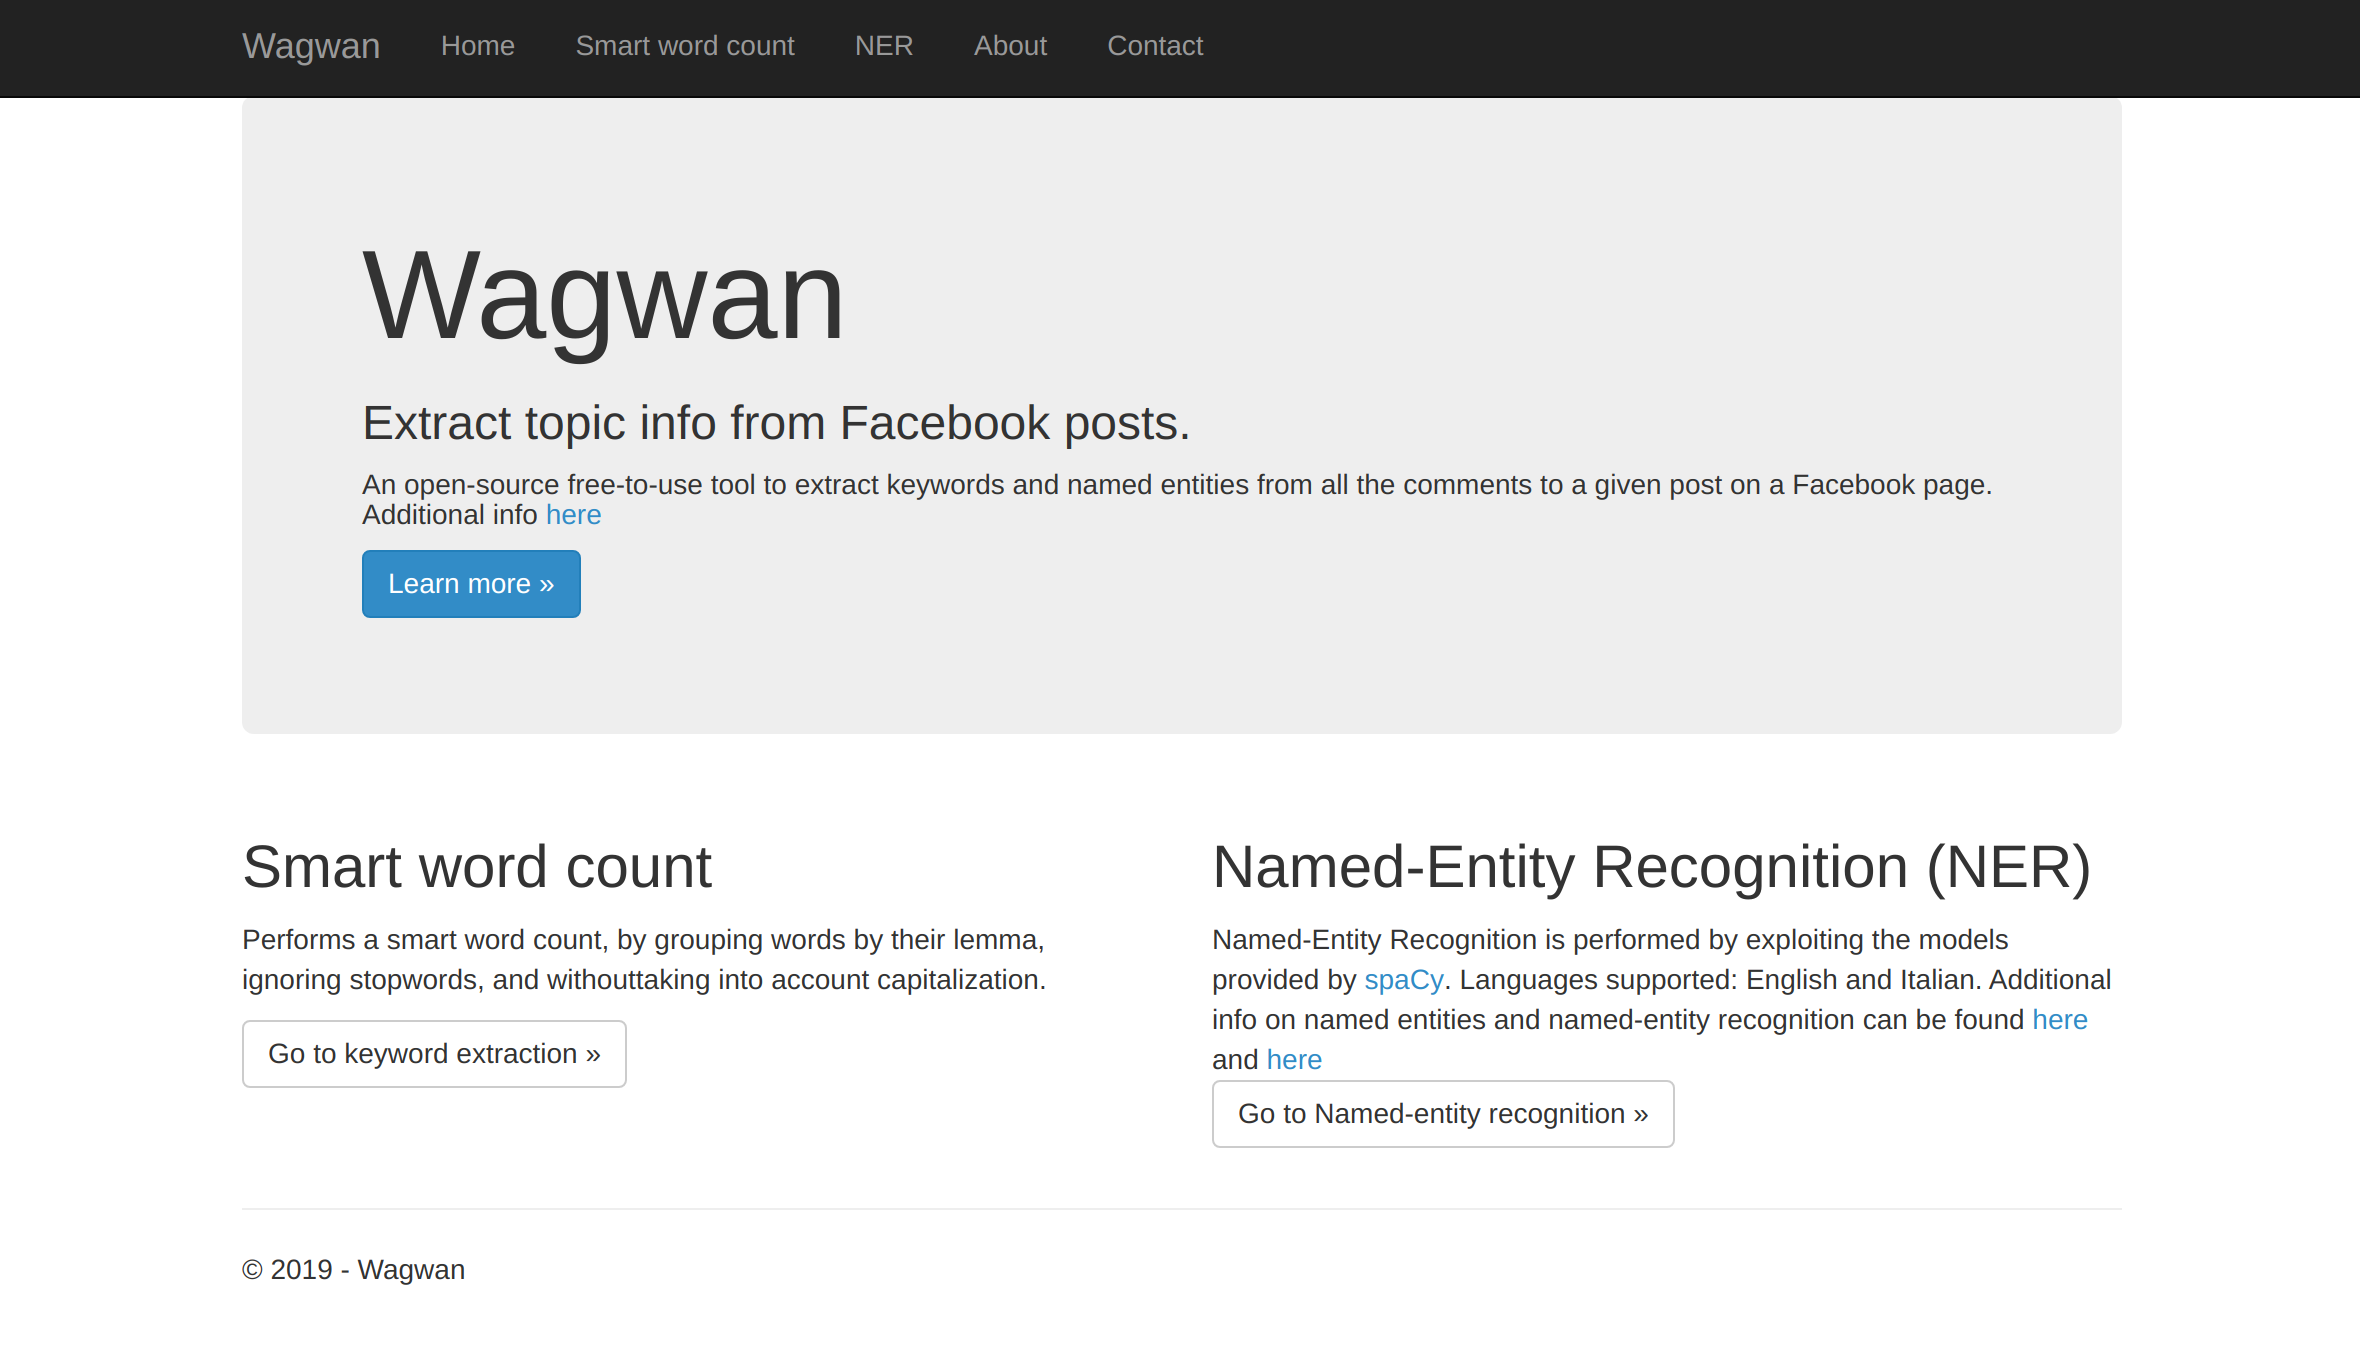 Wagwan Home Smart word count NER About Contact
Wagwan
Extract topic info from Facebook posts.
An open-source free-to-use tool to extract keywords and named entities from all the comments to a given post on a Facebook page.
Additional info here
Learn more »
Smart word count
Performs a smart word count, by grouping words by their lemma,
ignoring stopwords, and withouttaking into account capitalization.
Go to keyword extraction »
Named-Entity Recognition (NER)
Named-Entity Recognition is performed by exploiting the models
provided by spaCy. Languages supported: English and Italian. Additional
info on named entities and named-entity recognition can be found here
and here
Go to Named-entity recognition »
© 2019 - Wagwan